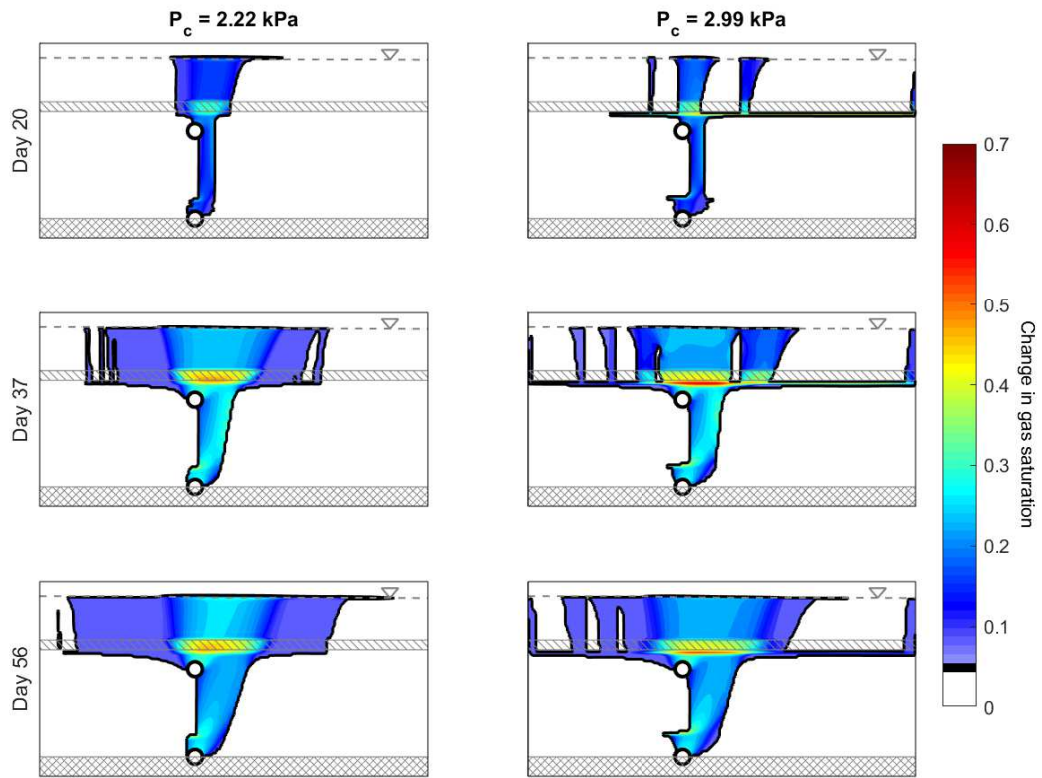 P_c = 2.22 kPa
P_c = 2.99 kPa
Day 20
Day 37
Day 56
0.7
0.6
0.5
0.4
0.3
0.2
0.1
0
Change in gas saturation